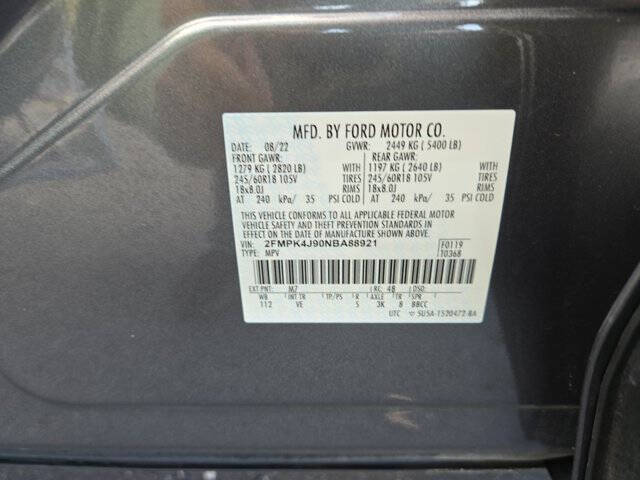 MFD. BY FORD MOTOR CO.
DATE: 08/22 GVWR: 2449 KG ( 5400 LB)
FRONT GAWR: REAR GAWR:
1279 KG ( 2820 LB) WITH 1197 KG ( 2640 LB) WITH
245/60R18 105V TIRES 245/60R18 105V TIRES
18x8.0J RIMS 18x8.0J RIMS
AT 240 kPa/ 35 PSI COLD AT 240 kPa/ 35 PSI COLD
THIS VEHICLE CONFORMS TO ALL APPLICABLE FEDERAL MOTOR
VEHICLE SAFETY AND THEFT PREVENTION STANDARDS IN
EFFECT ON THE DATE OF MANUFACTURE SHOWN ABOVE.
VIN: 2FMPK4J90NBA88921 F0119
TYPE: MPV T0368
EXT PNT: M7 RC: 48 DSO:
WB INT TR TP/PS R AXLE TR SPR
112 VE 5 3K 8 BBCC
UTC 5U5A-1520472-BA